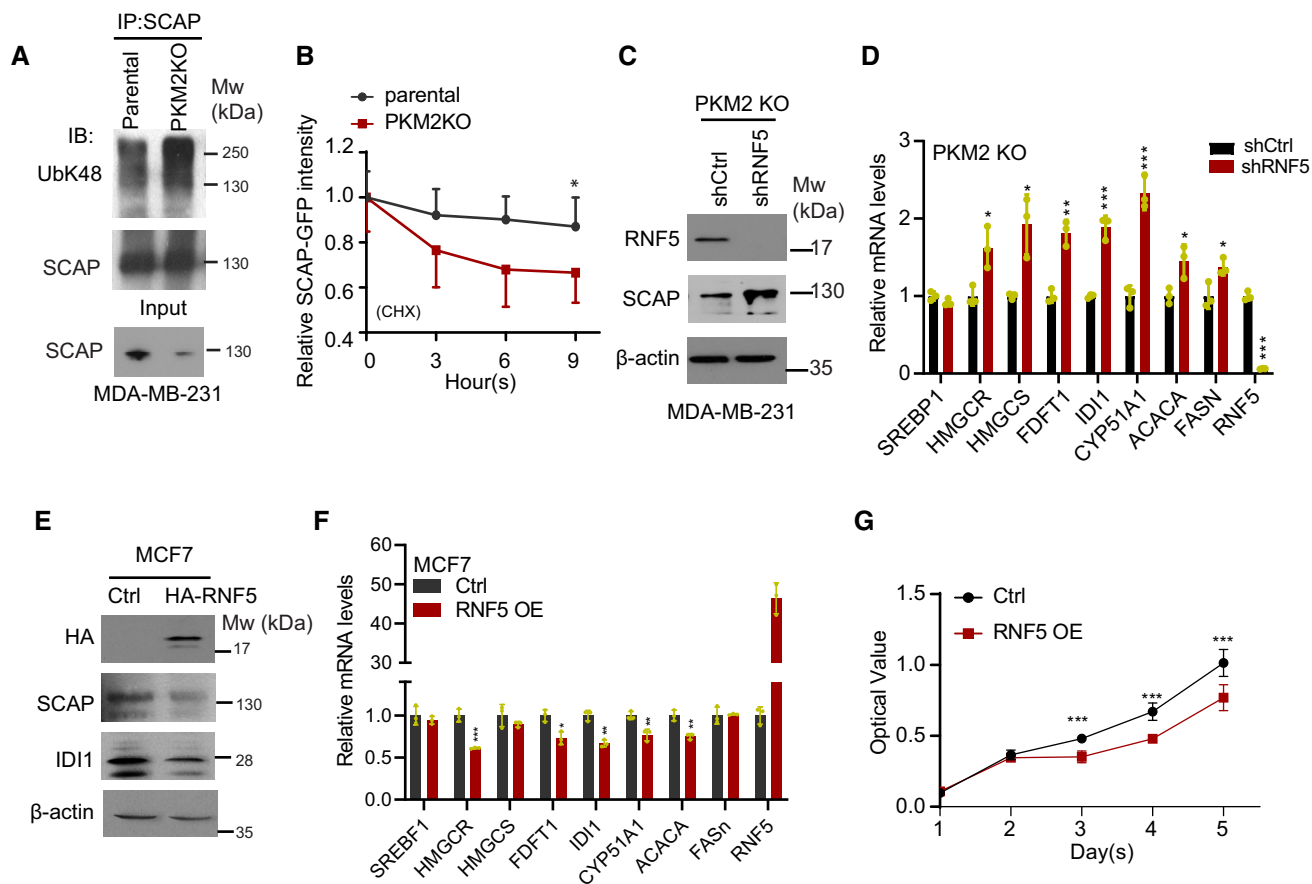 A
IP:SCAP
Parental
PKM2KO
Mw
(kDa)
IB:
UbK48
250
130
SCAP
130
Input
SCAP
130
MDA-MB-231
B
parental
PKM2KO
Relative SCAP-GFP intensity
1.2
1.0
0.8
0.6
0.4
*
(CHX)
0 3 6 9
Hour(s)
C
PKM2 KO
shCtrl
shRNF5
Mw
(kDa)
RNF5
17
SCAP
130
β-actin
35
MDA-MB-231
D
PKM2 KO
shCtrl
shRNF5
Relative mRNA levels
3
2
1
0
* * ** *** *** * * ***
SREBP1
HMGCR
HMGCS
FDFT1
IDI1
CYP51A1
ACACA
FASN
RNF5
E
MCF7
Ctrl HA-RNF5
Mw (kDa)
HA
17
SCAP
130
IDI1
28
β-actin
35
F
MCF7
Ctrl
RNF5 OE
Relative mRNA levels
60
50
40
30
1.0
0.5
0.0
*** * ** ** **
SREBF1
HMGCR
HMGCS
FDFT1
IDI1
CYP51A1
ACACA
FASn
RNF5
G
Ctrl
RNF5 OE
Optical Value
1.5
1.0
0.5
0.0
*** *** ***
1 2 3 4 5
Day(s)